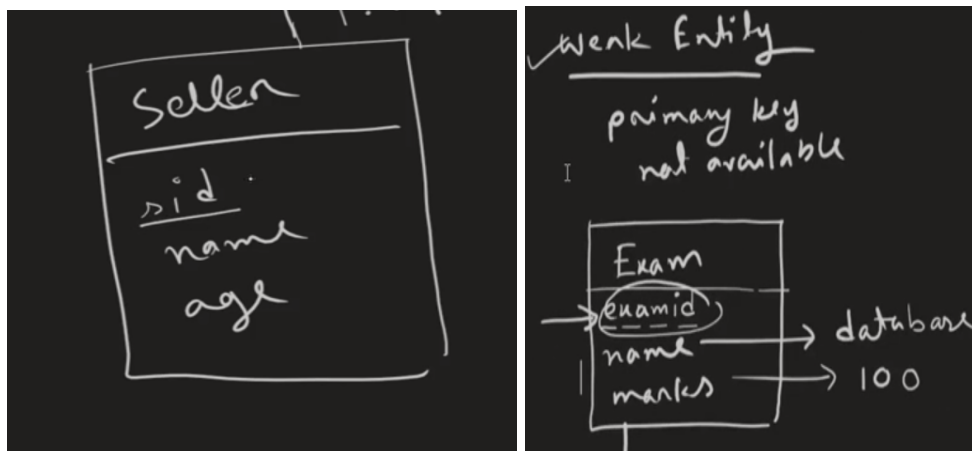 Seller
sid
name
age
Weak Entity
primary key
not available
Exam
examid
name → database
marks → 100